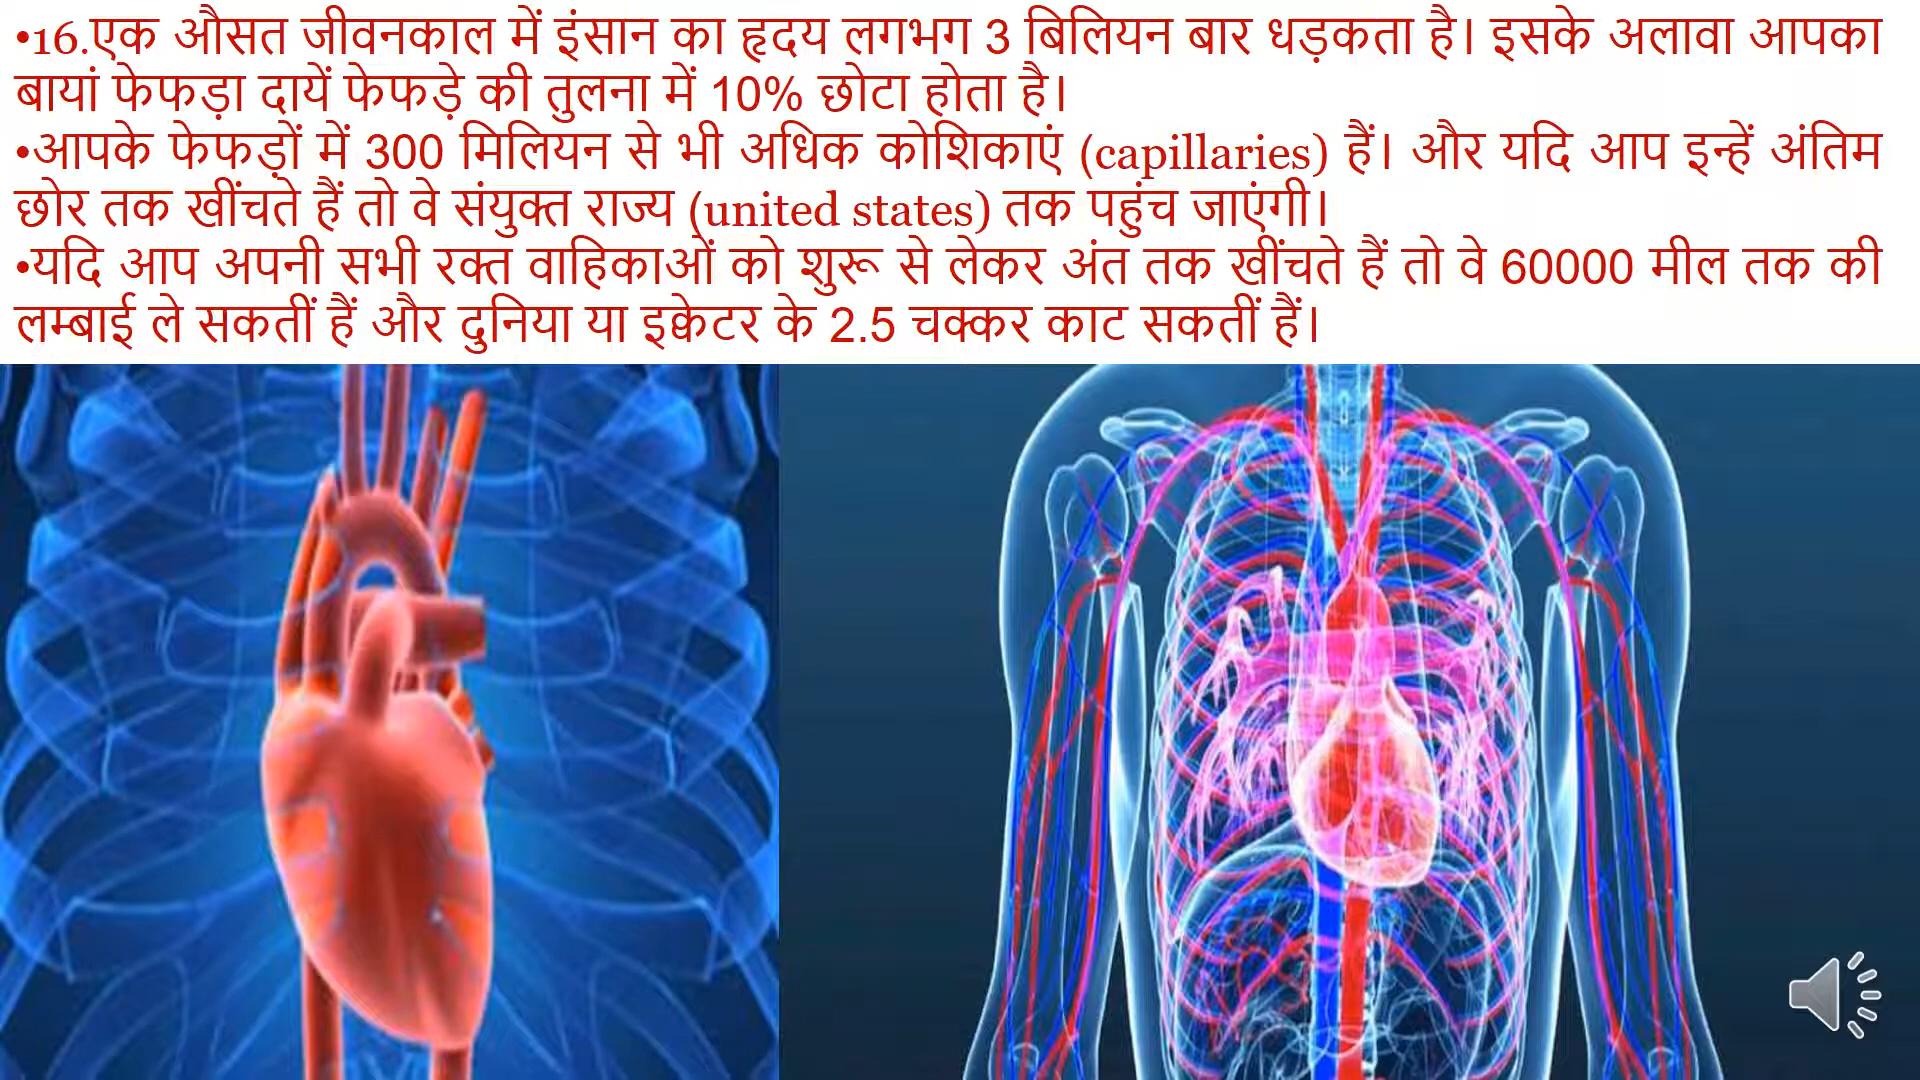 •16.एक औसत जीवनकाल में इंसान का हृदय लगभग 3 बिलियन बार धड़कता है। इसके अलावा आपका
बायां फेफड़ा दायें फेफड़े की तुलना में 10% छोटा होता है।
•आपके फेफड़ों में 300 मिलियन से भी अधिक कोशिकाएं (capillaries) हैं। और यदि आप इन्हें अंतिम
छोर तक खींचते हैं तो वे संयुक्त राज्य (united states) तक पहुंच जाएंगी।
•यदि आप अपनी सभी रक्त वाहिकाओं को शुरू से लेकर अंत तक खींचते हैं तो वे 60000 मील तक की
लम्बाई ले सकतीं हैं और दुनिया या इक्वेटर के 2.5 चक्कर काट सकतीं हैं।